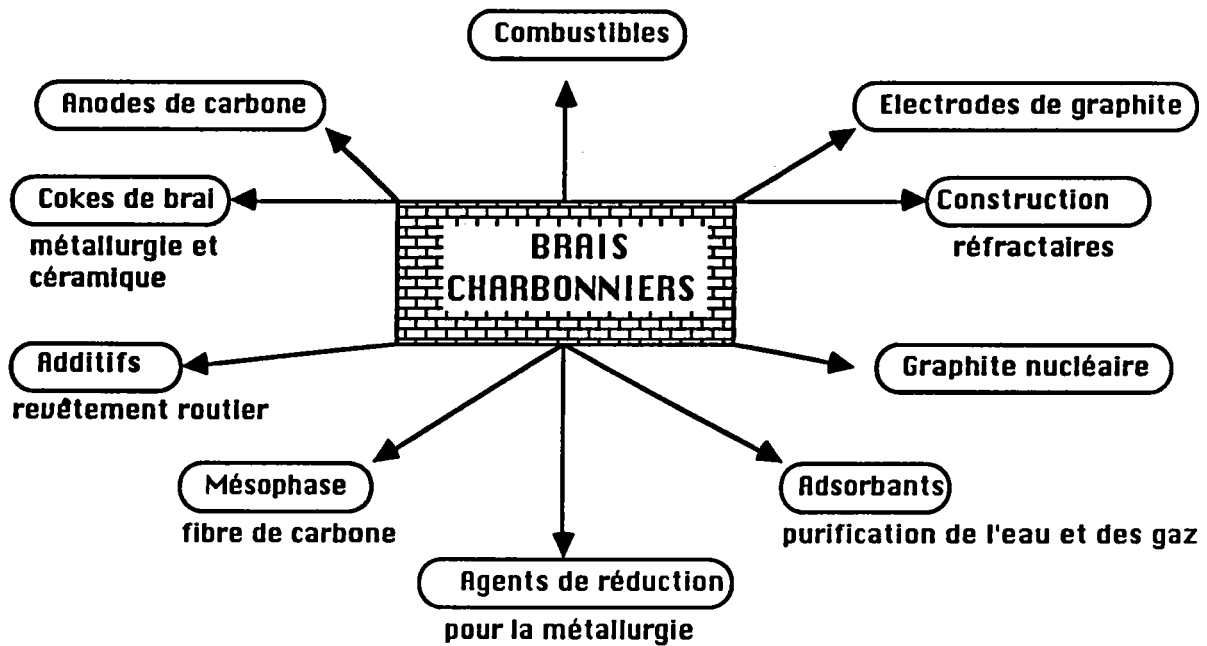 Combustibles
Anodes de carbone
Electrodes de graphite
Cokes de brai
métallurgie et
céramique
Construction
réfractaires
BRAIS
CHARBONNIERS
Additifs
revêtement routier
Graphite nucléaire
Mésophase
fibre de carbone
Adsorbants
purification de l'eau et des gaz
Agents de réduction
pour la métallurgie